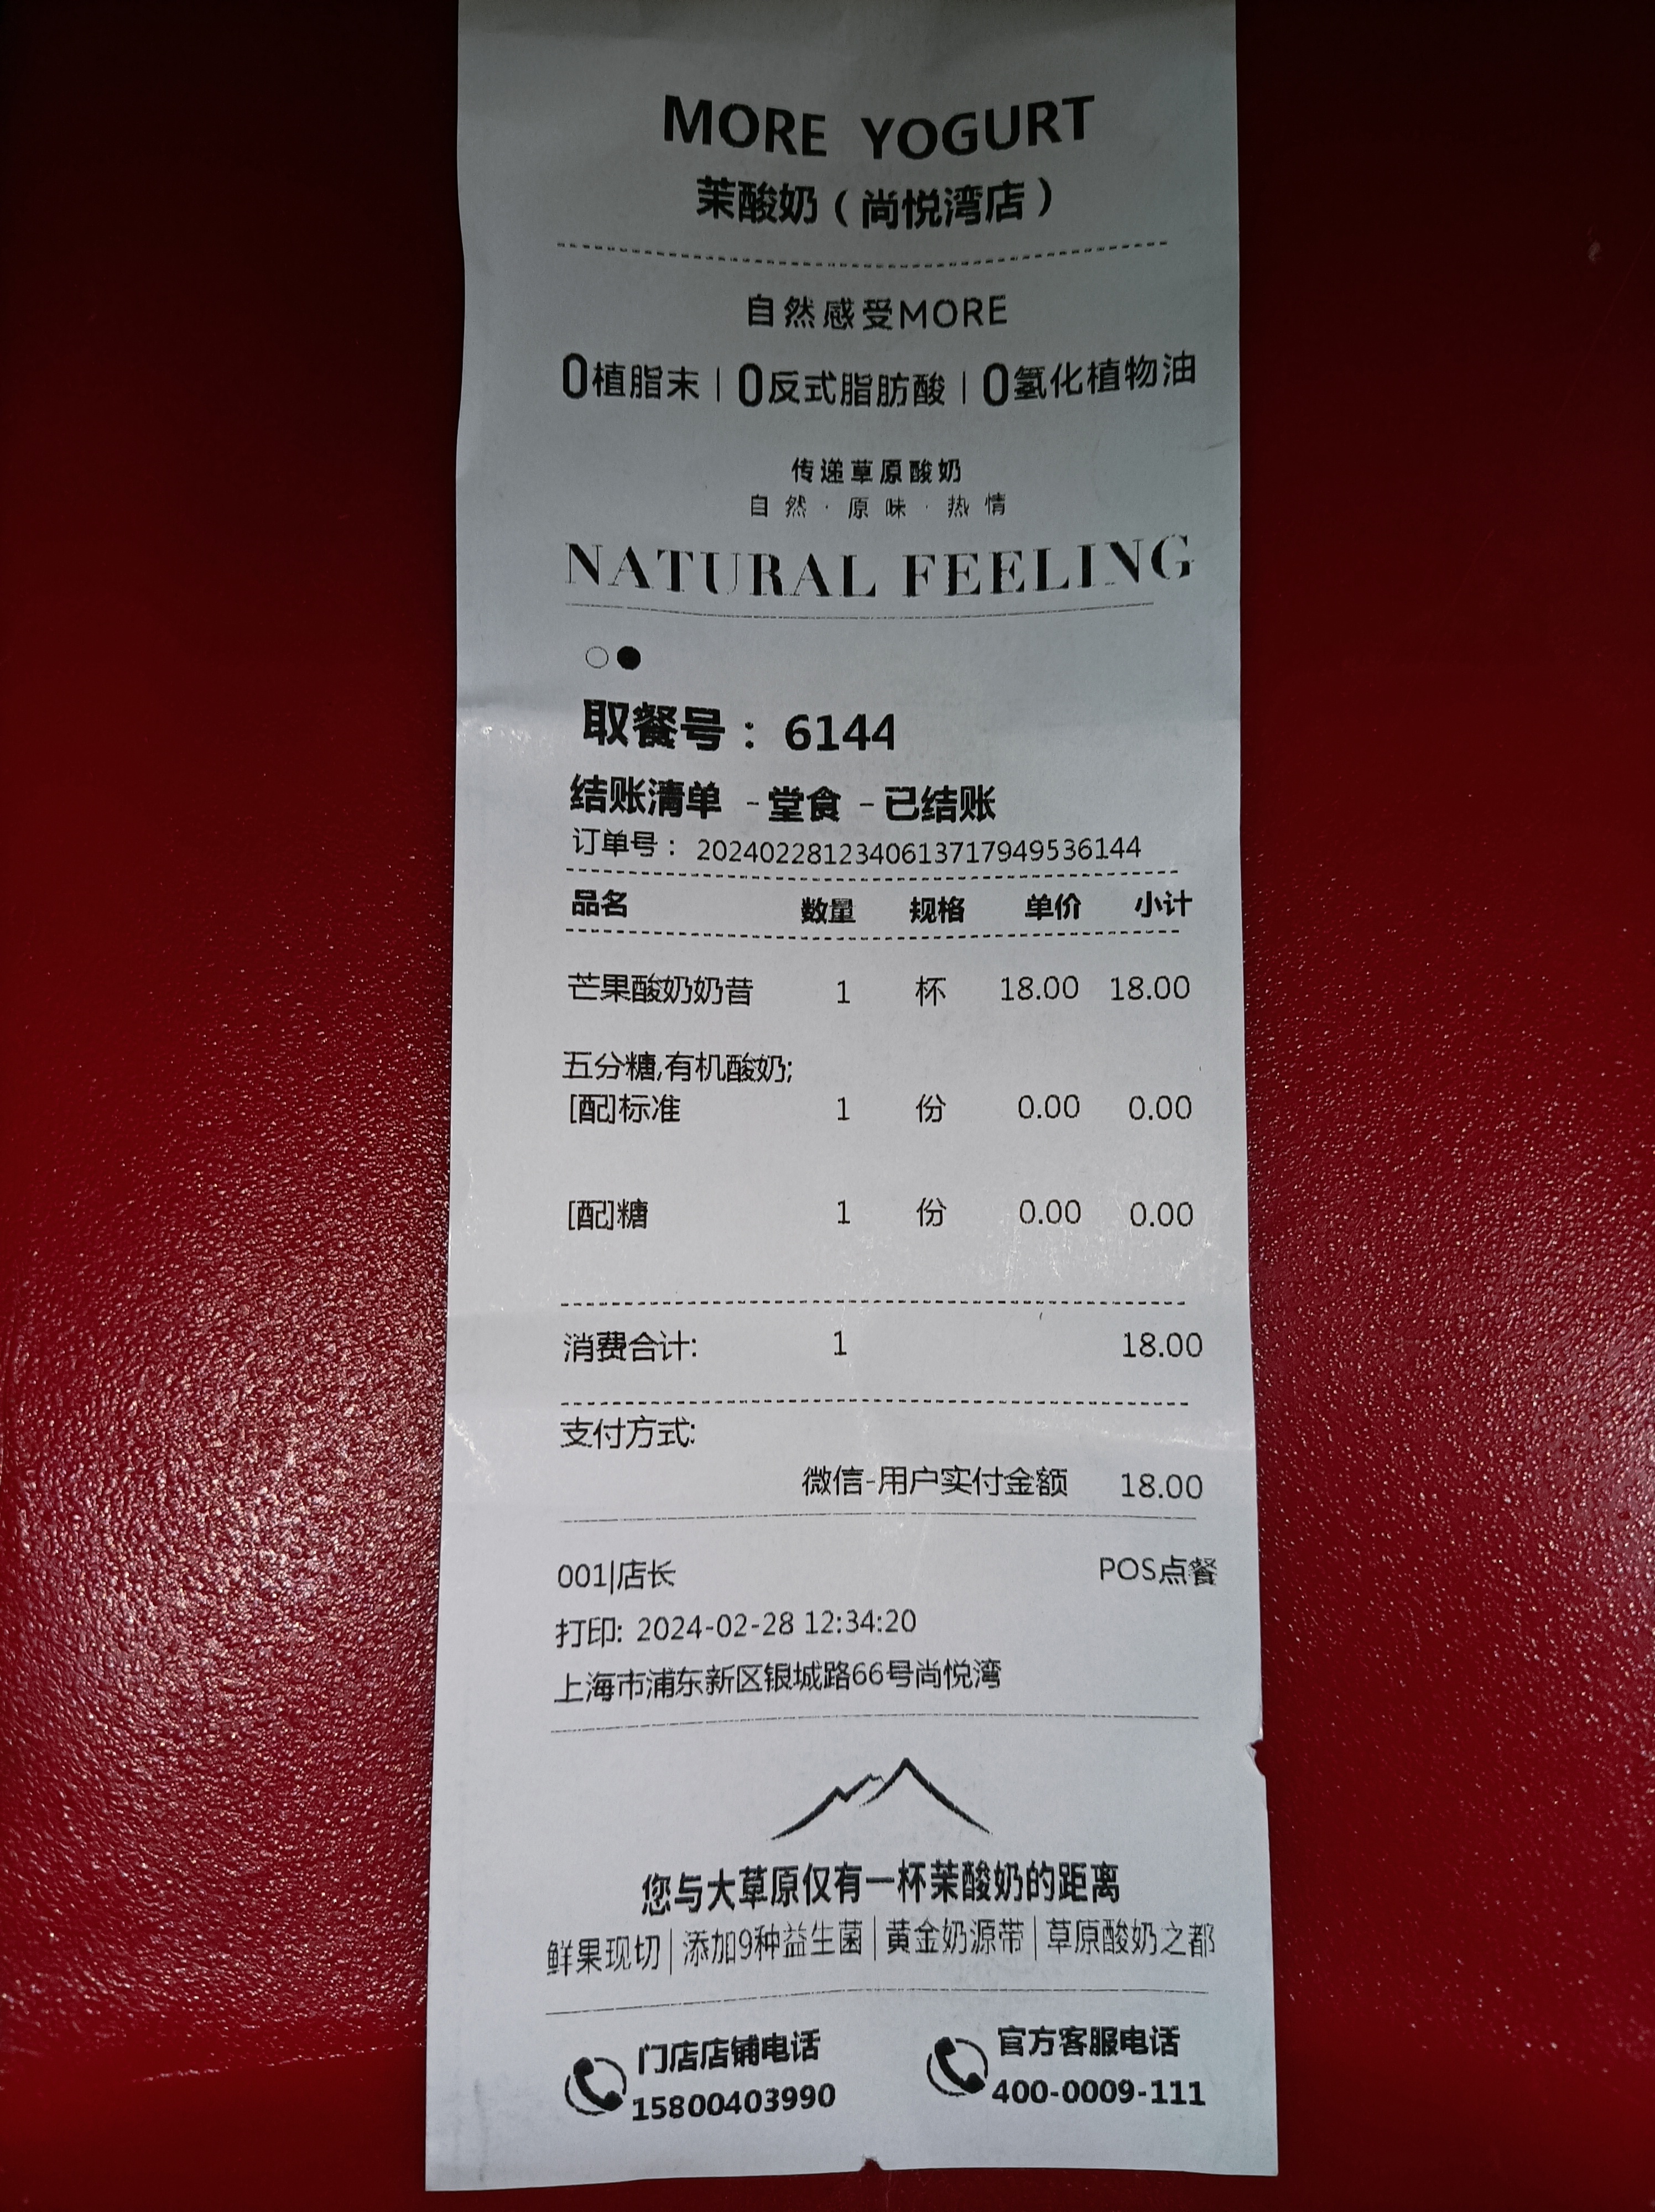 MORE YOGURT
茉酸奶（尚悦湾店）
自然感受MORE
0植脂末|0反式脂肪酸|0氢化植物油
传递草原酸奶
自然·原味·热情
NATURAL FEELING
取餐号：6144
结账清单 -堂食 -已结账
订单号：20240228123406137179495​36144
品名 数量 规格 单价 小计
芒果酸奶奶昔 1 杯 18.00 18.00
五分糖,有机酸奶;
[配]标准 1 份 0.00 0.00
[配]糖 1 份 0.00 0.00
消费合计: 1 18.00
支付方式:
微信-用户实付金额 18.00
001|店长 POS点餐
打印: 2024-02-28 12:34:20
上海市浦东新区银城路66号尚悦湾
您与大草原仅有一杯茉酸奶的距离
鲜果现切|添加9种益生菌|黄金奶源带|草原酸奶之都
门店店铺电话 官方客服电话
15800403990 400-0009-111